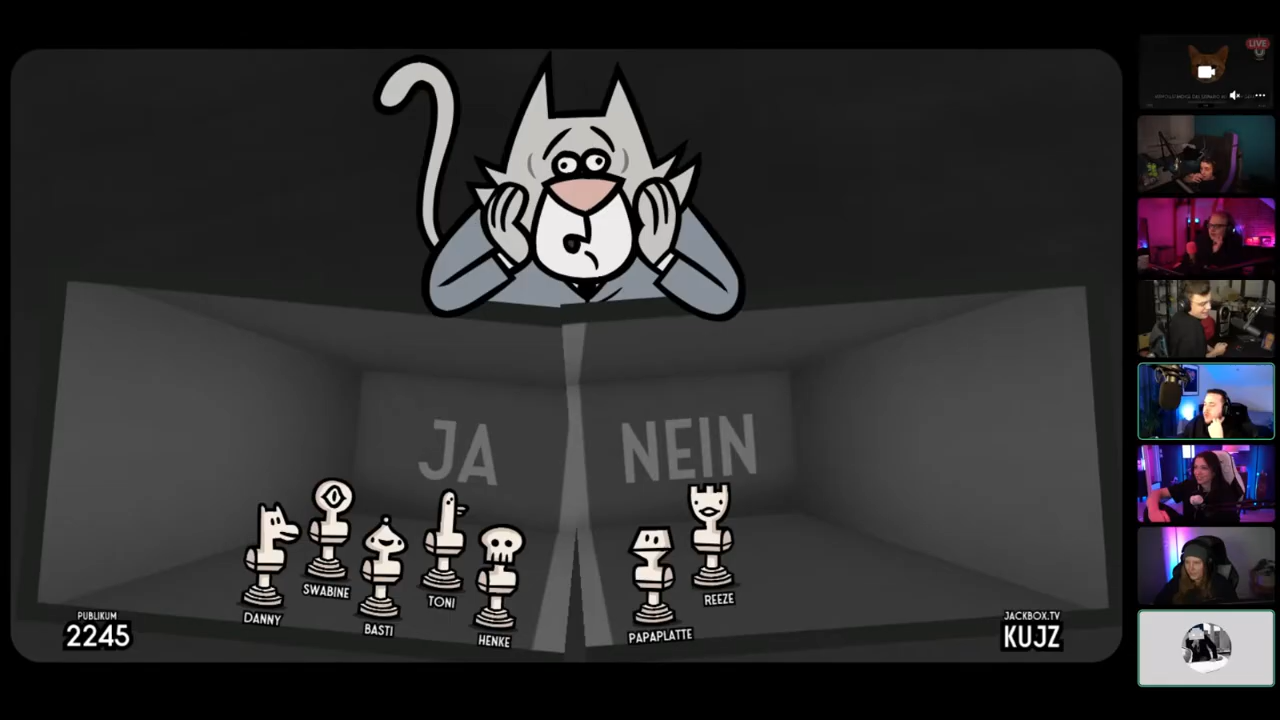 LIVE
JA
NEIN
DANNY
SWABINE
BASTI
TONI
HENKE
PAPAPLATTE
REEZE
PUBLIKUM
2245
JACKBOX.TV
KUJZ